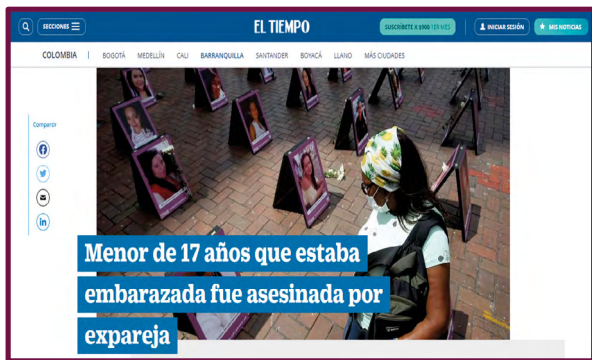 SECCIONES
EL TIEMPO
SUSCRÍBETE X $900 1ER MES
INICIAR SESIÓN
MIS NOTICIAS
COLOMBIA | BOGOTÁ MEDELLÍN CALI BARRANQUILLA SANTANDER BOYACÁ LLANO MÁS CIUDADES
Compartir
Menor de 17 años que estaba
embarazada fue asesinada por
expareja